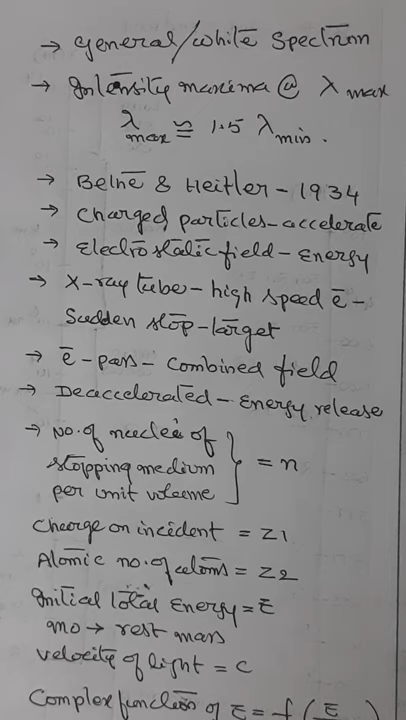 → General/white Spectrum
→ Intensity maxima @ λ max
λ max ≅ 1.5 λ min.
→ Belhe & Heitler - 1934
→ Charged particles - accelerate
→ Electrostatic field - Energy
→ X-ray tube - high speed ē -
Sudden stop - target
→ ē - pass - Combined field
→ Deaccelerated - Energy release
→ No. of nuclei of
stopping medium
per unit volume } = n
Charge on incident = Z1
Atomic no. of atoms = Z2
Initial total Energy = E
mo → rest mass
velocity of light = c
Complex function of E = f (E